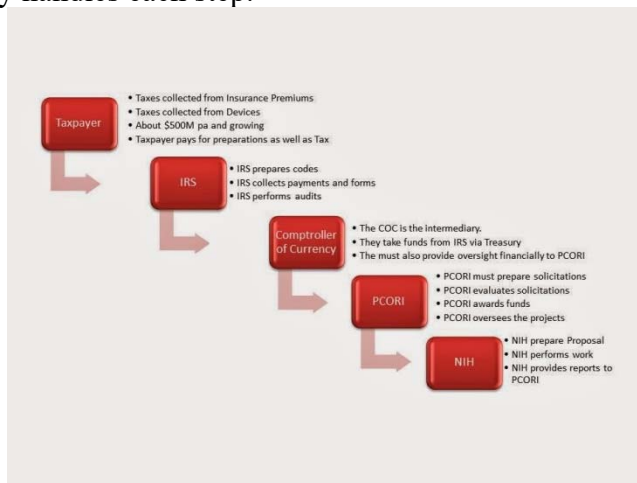 y handles each step.
Taxpayer
• Taxes collected from Insurance Premiums
• Taxes collected from Devices
• About $500M pa and growing
• Taxpayer pays for preparations as well as Tax
IRS
• IRS prepares codes
• IRS collects payments and forms
• IRS performs audits
Comptroller
of Currency
• The COC is the Intermediary.
• They take funds from IRS via Treasury
• The must also provide oversight financially to PCORI
PCORI
• PCORI must prepare solicitations
• PCORI evaluates solicitations
• PCORI awards funds
• PCORI oversees the projects
NIH
• NIH prepare Proposal
• NIH performs work
• NIH provides reports to
PCORI